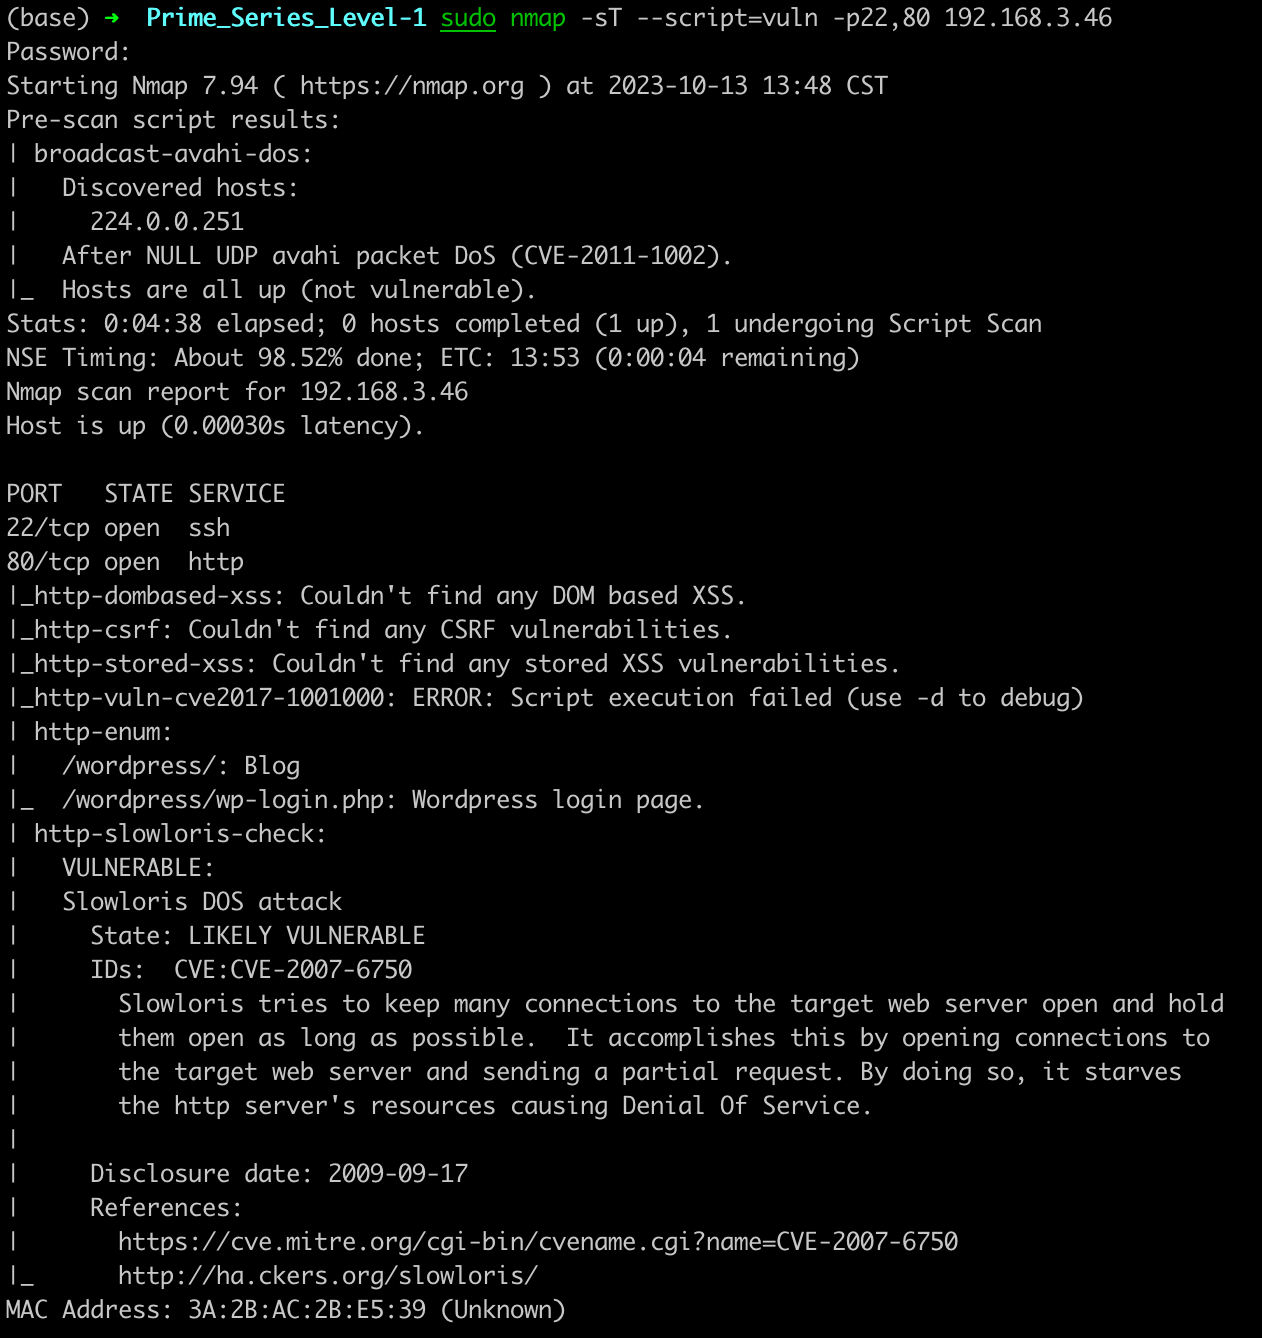 (base) ➜  Prime_Series_Level-1 sudo nmap -sT --script=vuln -p22,80 192.168.3.46
Password:
Starting Nmap 7.94 ( https://nmap.org ) at 2023-10-13 13:48 CST
Pre-scan script results:
| broadcast-avahi-dos:
|   Discovered hosts:
|     224.0.0.251
|   After NULL UDP avahi packet DoS (CVE-2011-1002).
|_  Hosts are all up (not vulnerable).
Stats: 0:04:38 elapsed; 0 hosts completed (1 up), 1 undergoing Script Scan
NSE Timing: About 98.52% done; ETC: 13:53 (0:00:04 remaining)
Nmap scan report for 192.168.3.46
Host is up (0.00030s latency).

PORT   STATE SERVICE
22/tcp open  ssh
80/tcp open  http
|_http-dombased-xss: Couldn't find any DOM based XSS.
|_http-csrf: Couldn't find any CSRF vulnerabilities.
|_http-stored-xss: Couldn't find any stored XSS vulnerabilities.
|_http-vuln-cve2017-1001000: ERROR: Script execution failed (use -d to debug)
| http-enum:
|   /wordpress/: Blog
|_  /wordpress/wp-login.php: Wordpress login page.
| http-slowloris-check:
|   VULNERABLE:
|   Slowloris DOS attack
|     State: LIKELY VULNERABLE
|     IDs:  CVE:CVE-2007-6750
|       Slowloris tries to keep many connections to the target web server open and hold
|       them open as long as possible.  It accomplishes this by opening connections to
|       the target web server and sending a partial request. By doing so, it starves
|       the http server's resources causing Denial Of Service.
|
|     Disclosure date: 2009-09-17
|     References:
|       https://cve.mitre.org/cgi-bin/cvename.cgi?name=CVE-2007-6750
|_      http://ha.ckers.org/slowloris/
MAC Address: 3A:2B:AC:2B:E5:39 (Unknown)